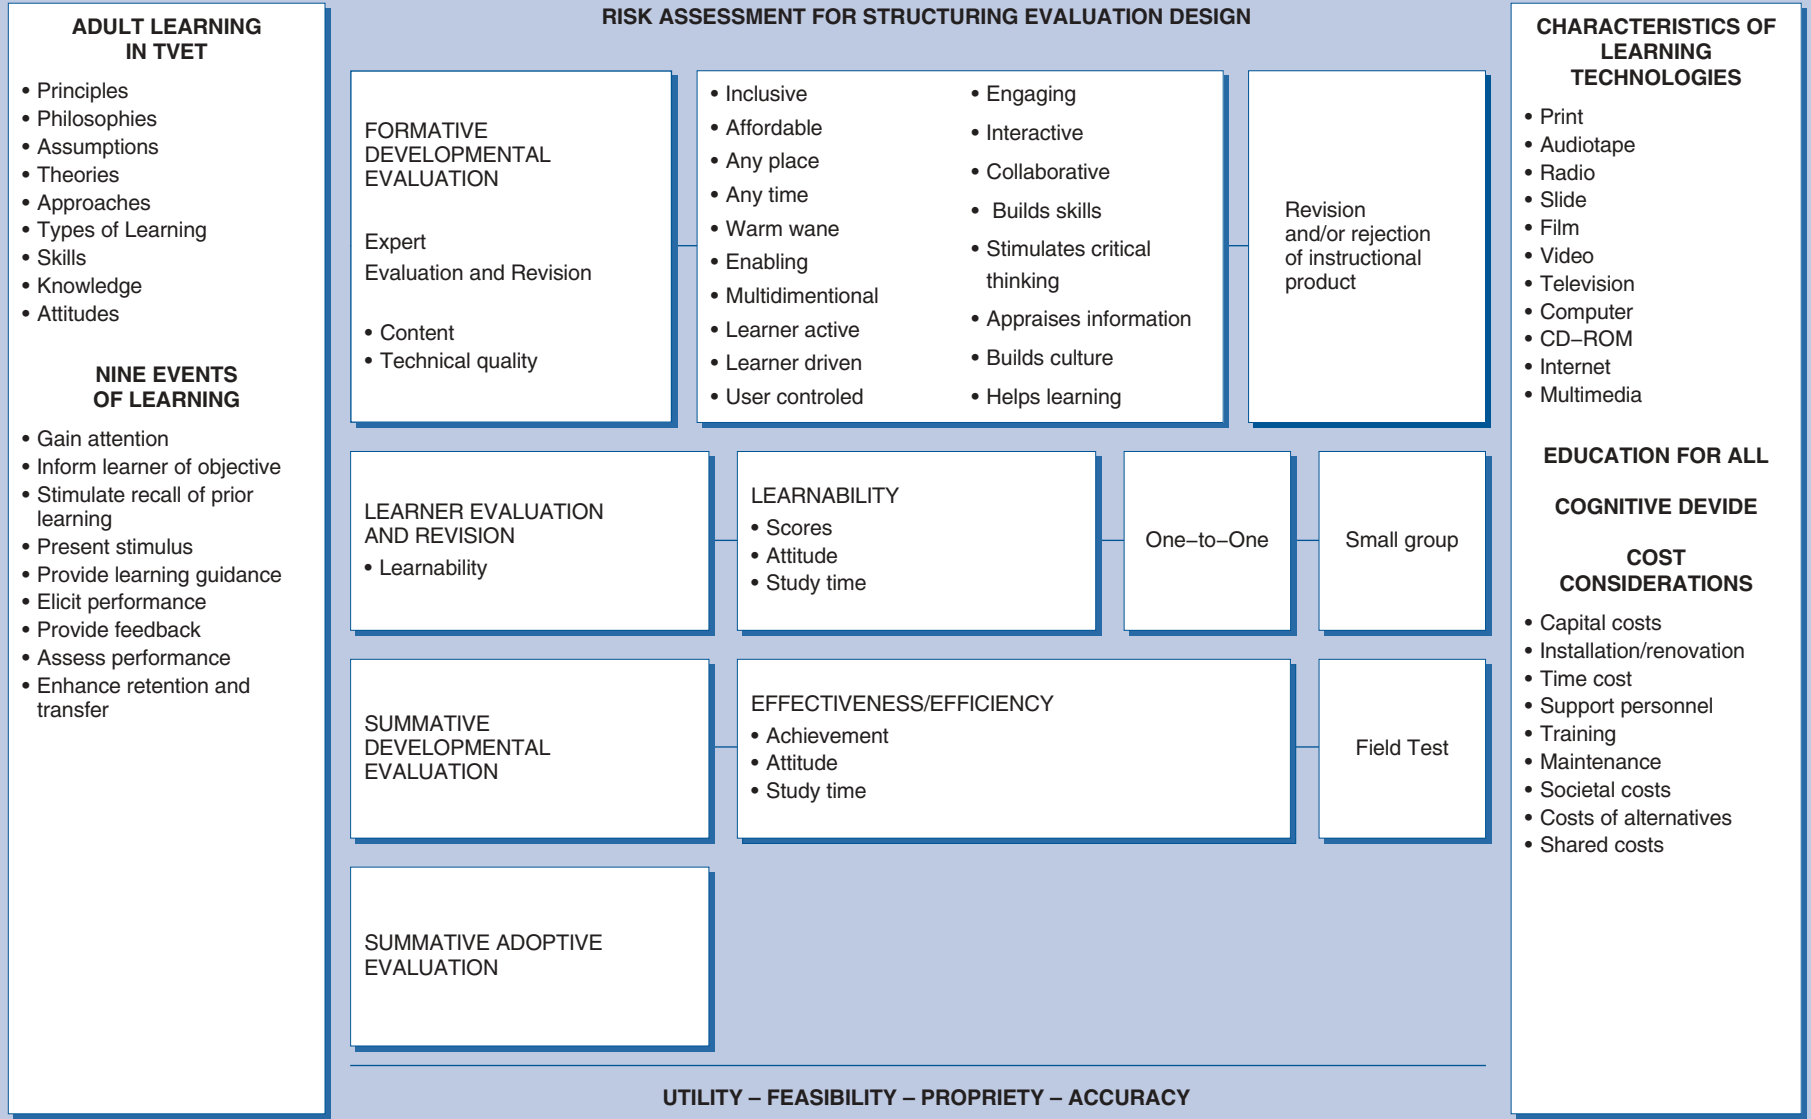 ADULT LEARNING
IN TVET
• Principles
• Philosophies
• Assumptions
• Theories
• Approaches
• Types of Learning
• Skills
• Knowledge
• Attitudes
NINE EVENTS
OF LEARNING
• Gain attention
• Inform learner of objective
• Stimulate recall of prior
learning
• Present stimulus
• Provide learning guidance
• Elicit performance
• Provide feedback
• Assess performance
• Enhance retention and
transfer
RISK ASSESSMENT FOR STRUCTURING EVALUATION DESIGN
FORMATIVE
DEVELOPMENTAL
EVALUATION
Expert
Evaluation and Revision
• Content
• Technical quality
• Inclusive
• Affordable
• Any place
• Any time
• Warm wane
• Enabling
• Multidimentional
• Learner active
• Learner driven
• User controled
• Engaging
• Interactive
• Collaborative
• Builds skills
• Stimulates critical
thinking
• Appraises information
• Builds culture
• Helps learning
Revision
and/or rejection
of instructional
product
LEARNER EVALUATION
AND REVISION
• Learnability
LEARNABILITY
• Scores
• Attitude
• Study time
One–to–One
Small group
SUMMATIVE
DEVELOPMENTAL
EVALUATION
EFFECTIVENESS/EFFICIENCY
• Achievement
• Attitude
• Study time
Field Test
SUMMATIVE ADOPTIVE
EVALUATION
UTILITY – FEASIBILITY – PROPRIETY – ACCURACY
CHARACTERISTICS OF
LEARNING
TECHNOLOGIES
• Print
• Audiotape
• Radio
• Slide
• Film
• Video
• Television
• Computer
• CD–ROM
• Internet
• Multimedia
EDUCATION FOR ALL
COGNITIVE DEVIDE
COST
CONSIDERATIONS
• Capital costs
• Installation/renovation
• Time cost
• Support personnel
• Training
• Maintenance
• Societal costs
• Costs of alternatives
• Shared costs